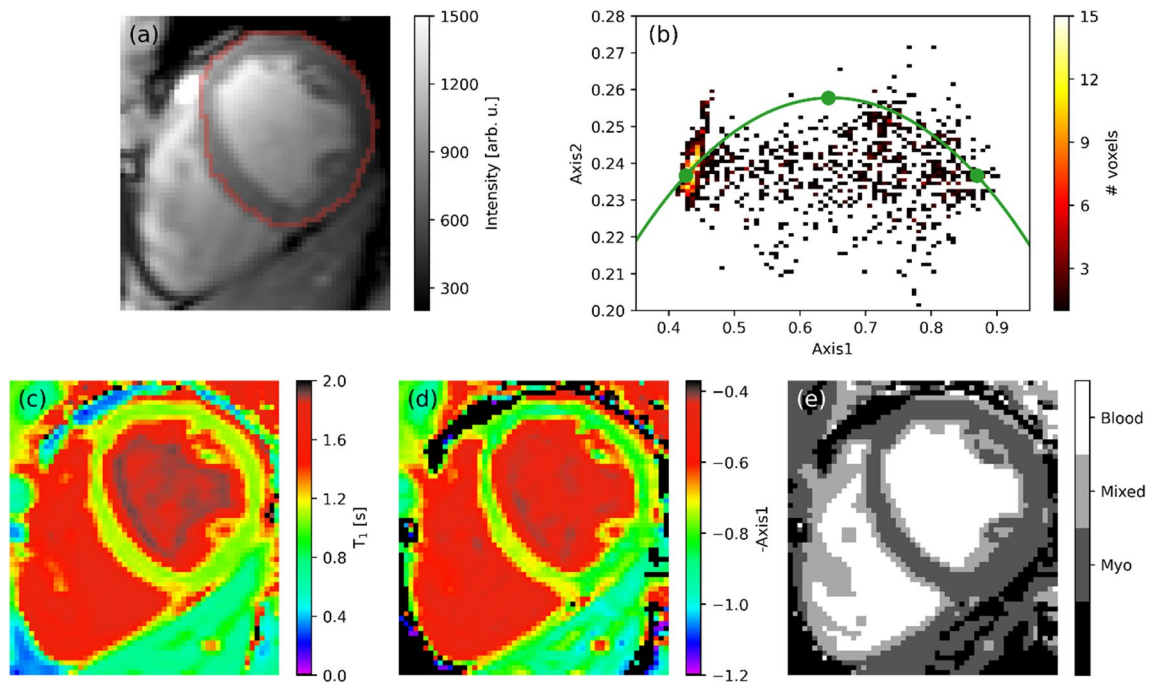 (a)
1500
1200
900
600
300
Intensity [arb. u.]
(b)
0.28
0.27
0.26
0.25
0.24
0.23
0.22
0.21
0.20
Axis2
0.4 0.5 0.6 0.7 0.8 0.9
Axis1
15
12
9
6
3
# voxels
(c)
2.0
1.6
1.2
0.8
0.4
0.0
T₁ [s]
(d)
−0.4
−0.6
−0.8
−1.0
−1.2
-Axis1
(e)
Blood
Mixed
Myo